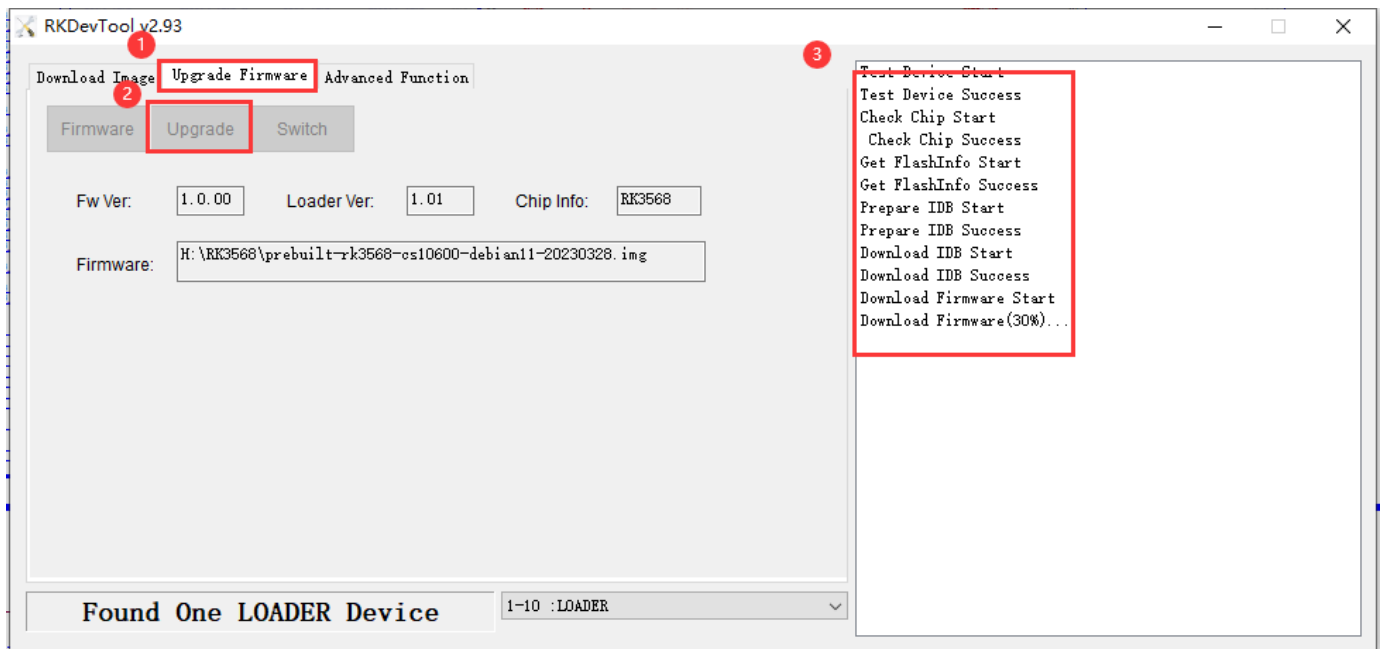 RKDevTool v2.93
1
3
Download Image Upgrade Firmware Advanced Function
2
Firmware Upgrade Switch
Fw Ver: 1.0.00 Loader Ver: 1.01 Chip Info: RK3568
Firmware: H:\RK3568\prebuilt-rk3568-cs10600-debian11-20230328.img
Found One LOADER Device
1-10 :LOADER
Test Device Start
Test Device Success
Check Chip Start
Check Chip Success
Get FlashInfo Start
Get FlashInfo Success
Prepare IDB Start
Prepare IDB Success
Download IDB Start
Download IDB Success
Download Firmware Start
Download Firmware(30%)...